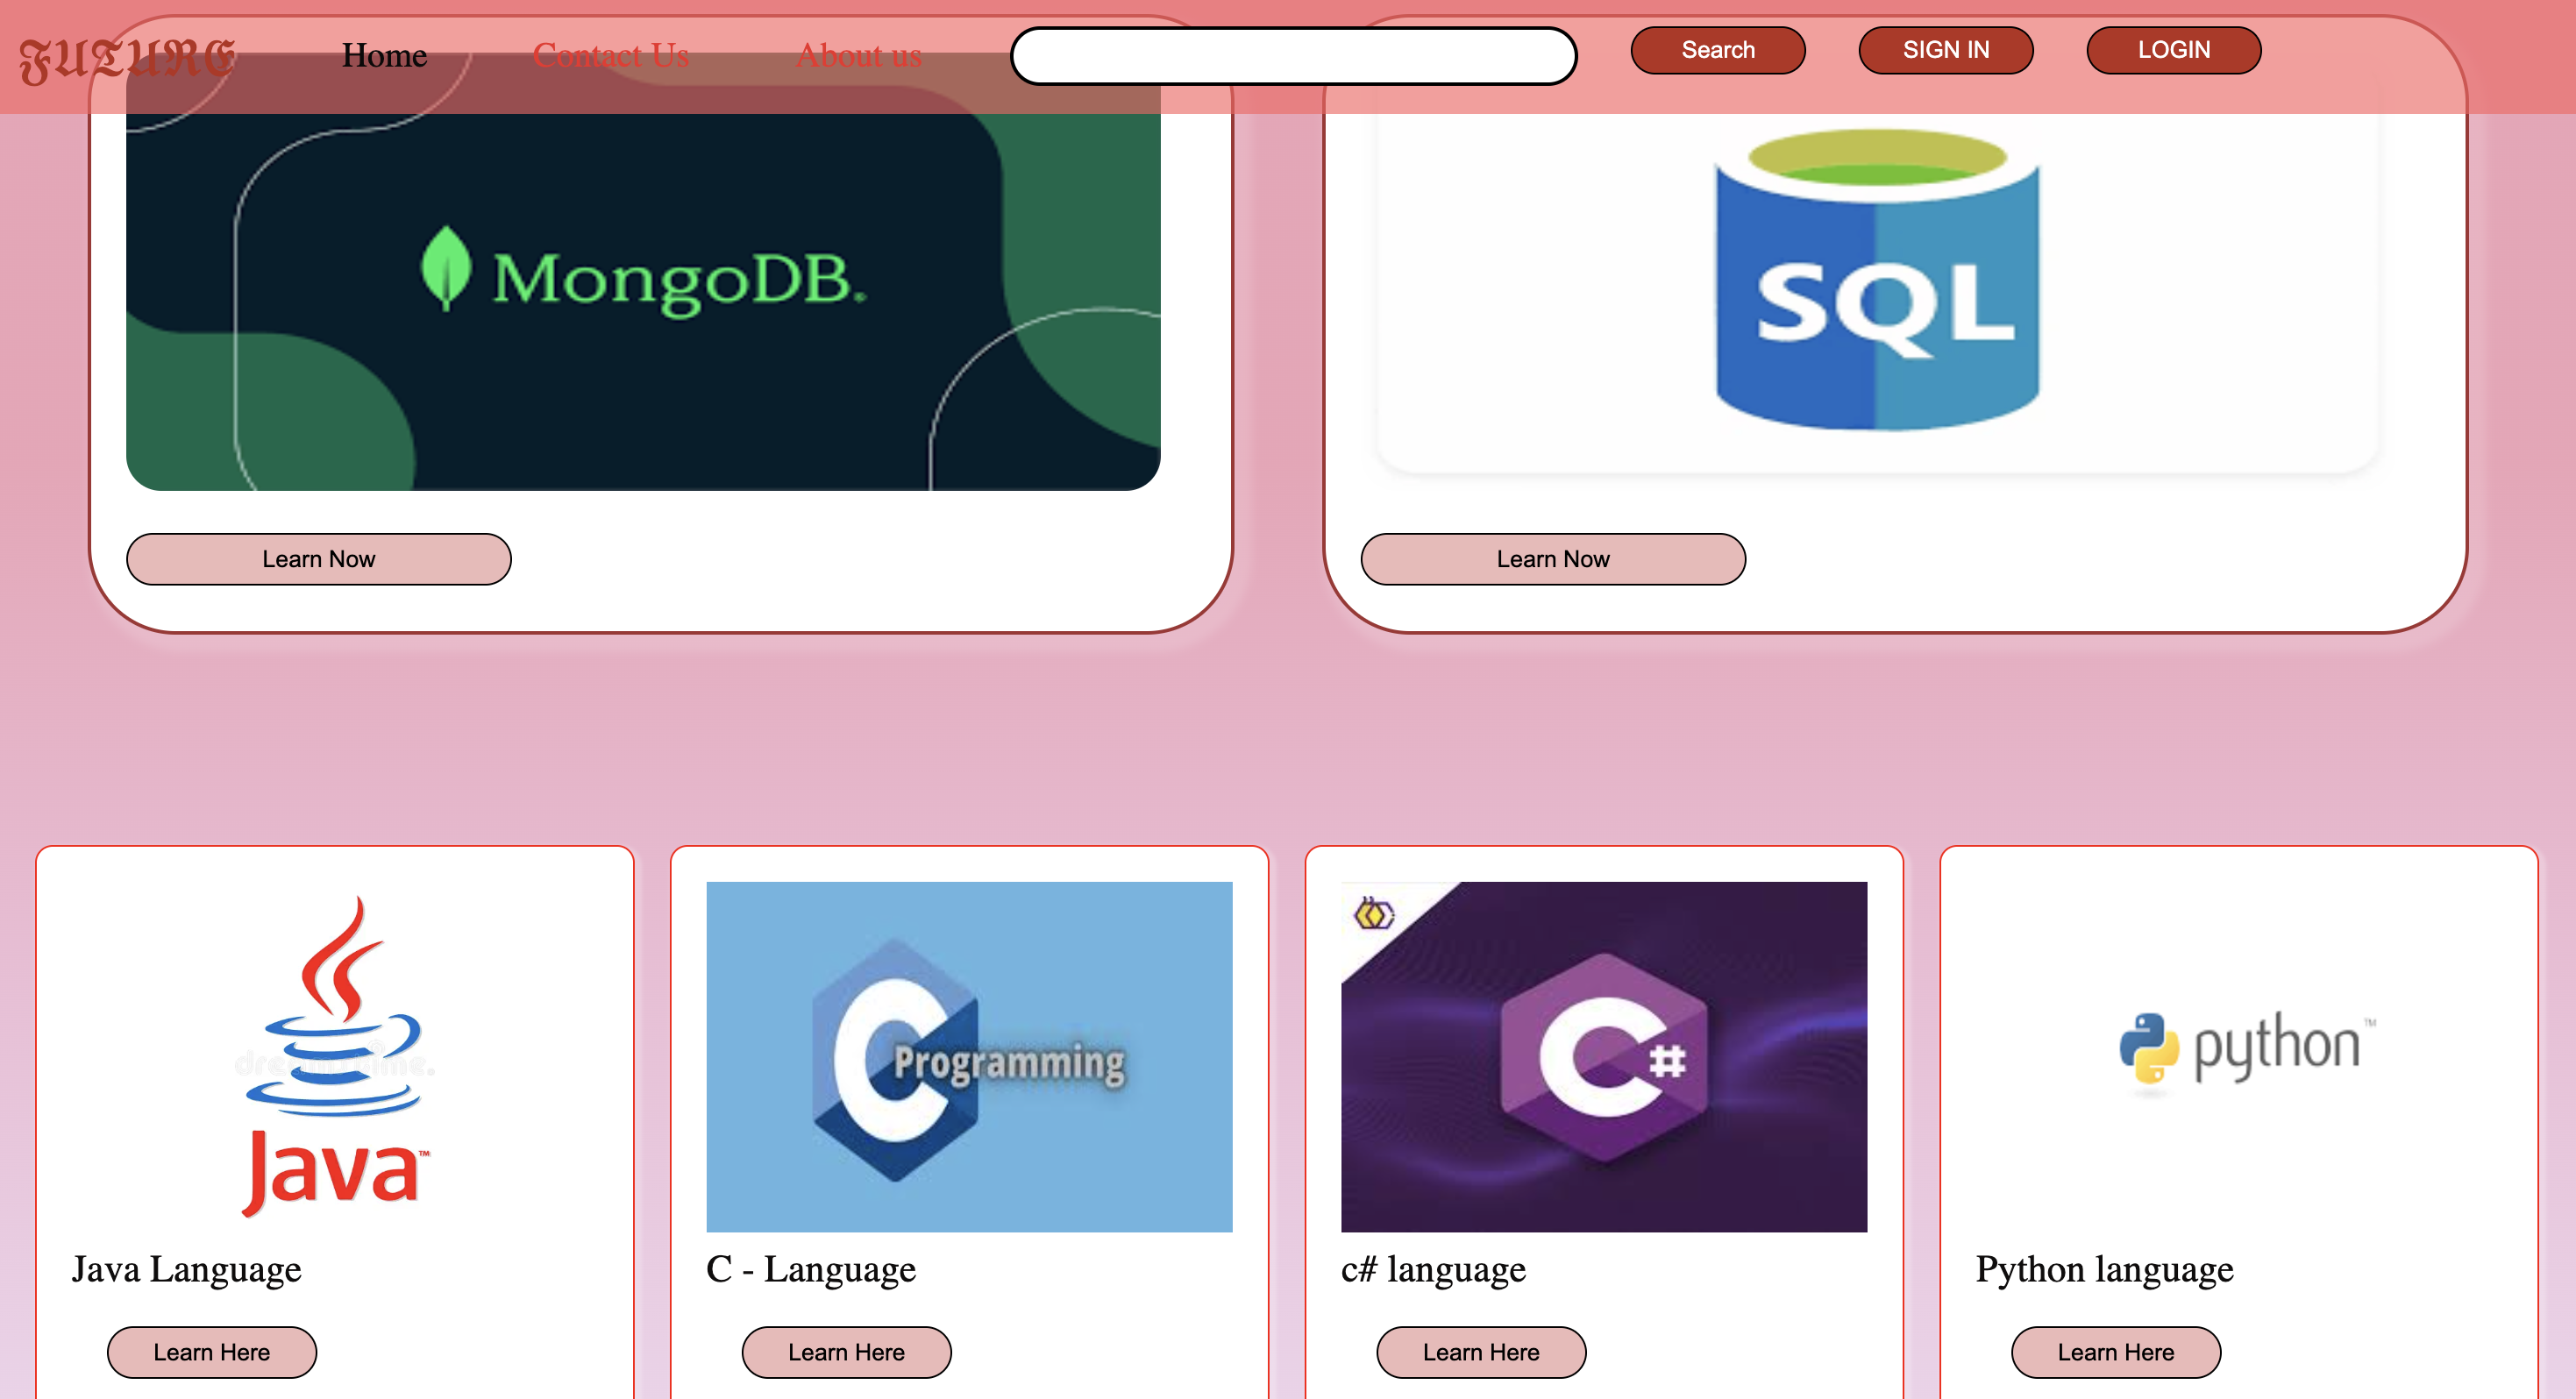 FUTURE
Home
Contact Us
About us
Search
SIGN IN
LOGIN
MongoDB.
SQL
Learn Now
Learn Now
Java™
C Programming
C#
python™
Java Language
C - Language
c# language
Python language
Learn Here
Learn Here
Learn Here
Learn Here